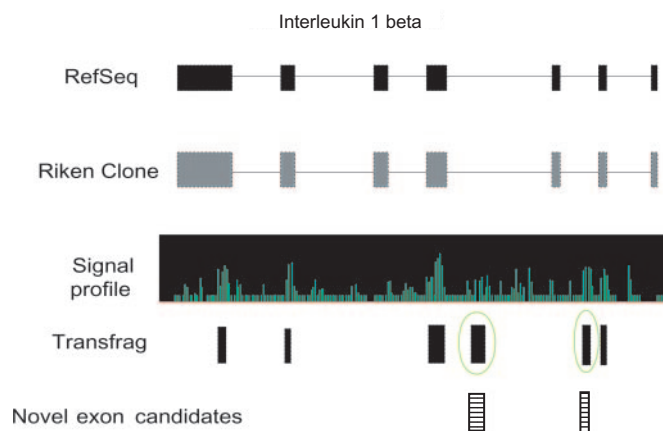 Interleukin 1 beta
RefSeq
Riken Clone
Signal
profile
Transfrag
Novel exon candidates